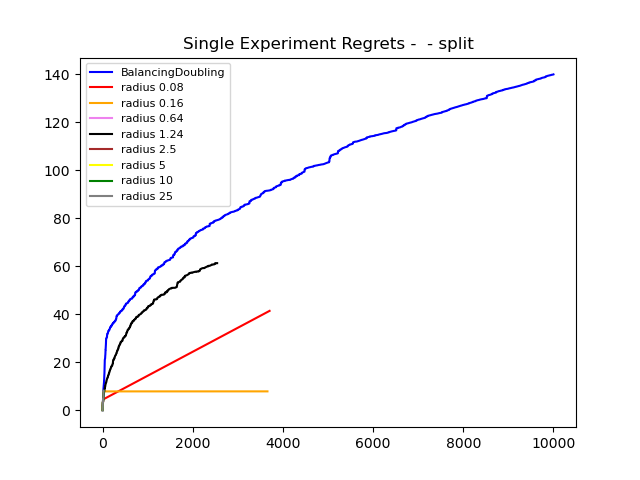 Single Experiment Regrets -  - split
BalancingDoubling
radius 0.08
radius 0.16
radius 0.64
radius 1.24
radius 2.5
radius 5
radius 10
radius 25
140
120
100
80
60
40
20
0
0 2000 4000 6000 8000 10000